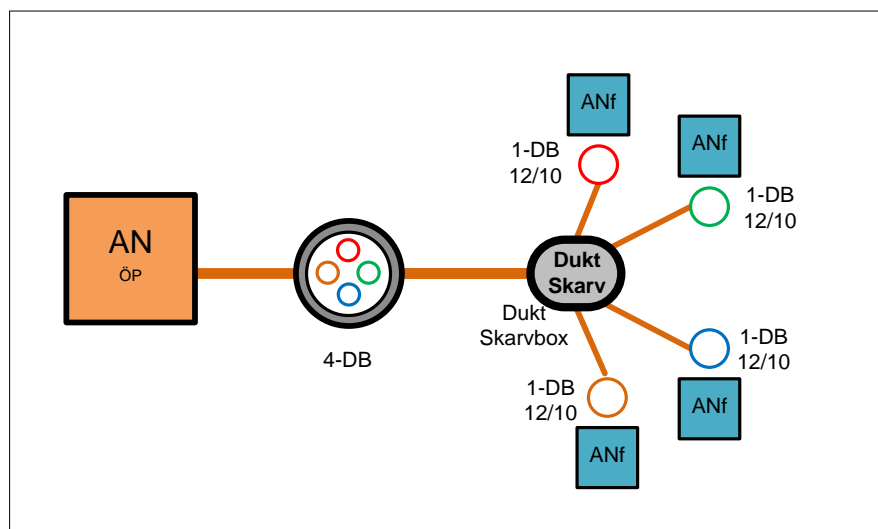 AN
ÖP
4-DB
Dukt
Skarv
Dukt
Skarvbox
1-DB
12/10
ANf
1-DB
12/10
ANf
1-DB
12/10
ANf
1-DB
12/10
ANf